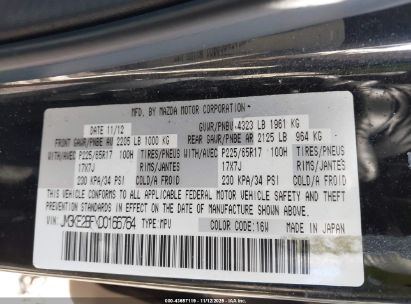 MFD. BY MAZDA MOTOR CORPORATION
DATE 11/12 GVWR/PNBV 4323 LB 1961 KG
FRONT GAWR/PNBE AV 2205 LB 1000 KG REAR GAWR/PNBE AR 2125 LB 964 KG
WITH/AVEC P225/65R17 100H TIRES/PNEUS WITH/AVEC P225/65R17 100H TIRES/PNEUS
17X7J RIMS/JANTES 17X7J RIMS/JANTES
230 KPA/34 PSI COLD/A FROID 230 KPA/34 PSI COLD/A FROID
THIS VEHICLE CONFORMS TO ALL APPLICABLE FEDERAL MOTOR VEHICLE SAFETY
AND THEFT PREVENTION STANDARDS IN EFFECT ON THE DATE OF MANUFACTURE SHOWN ABOVE.
VIN: TYPE:MPV COLOR CODE:16W MADE IN JAPAN